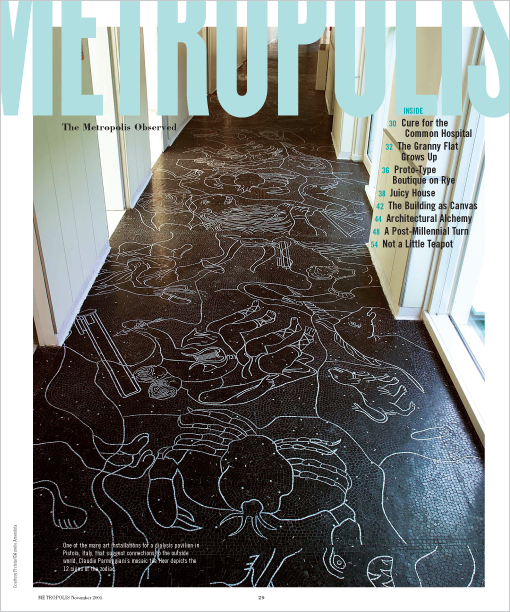 METROPOLIS
The Metropolis Observed
INSIDE
30 Cure for the
Common Hospital
32 The Granny Flat
Grows Up
36 Proto-Type
Boutique on Rye
38 Juicy House
42 The Building as Canvas
44 Architectural Alchemy
48 A Post-Millennial Turn
54 Not a Little Teapot
One of the many art installations for a dialysis pavilion in
Pistoia, Italy, that suggest connections to the outside
world, Claudio Parmiggiani's mosaic tile floor depicts the
12 signs of the zodiac.
METROPOLIS November 2005
29